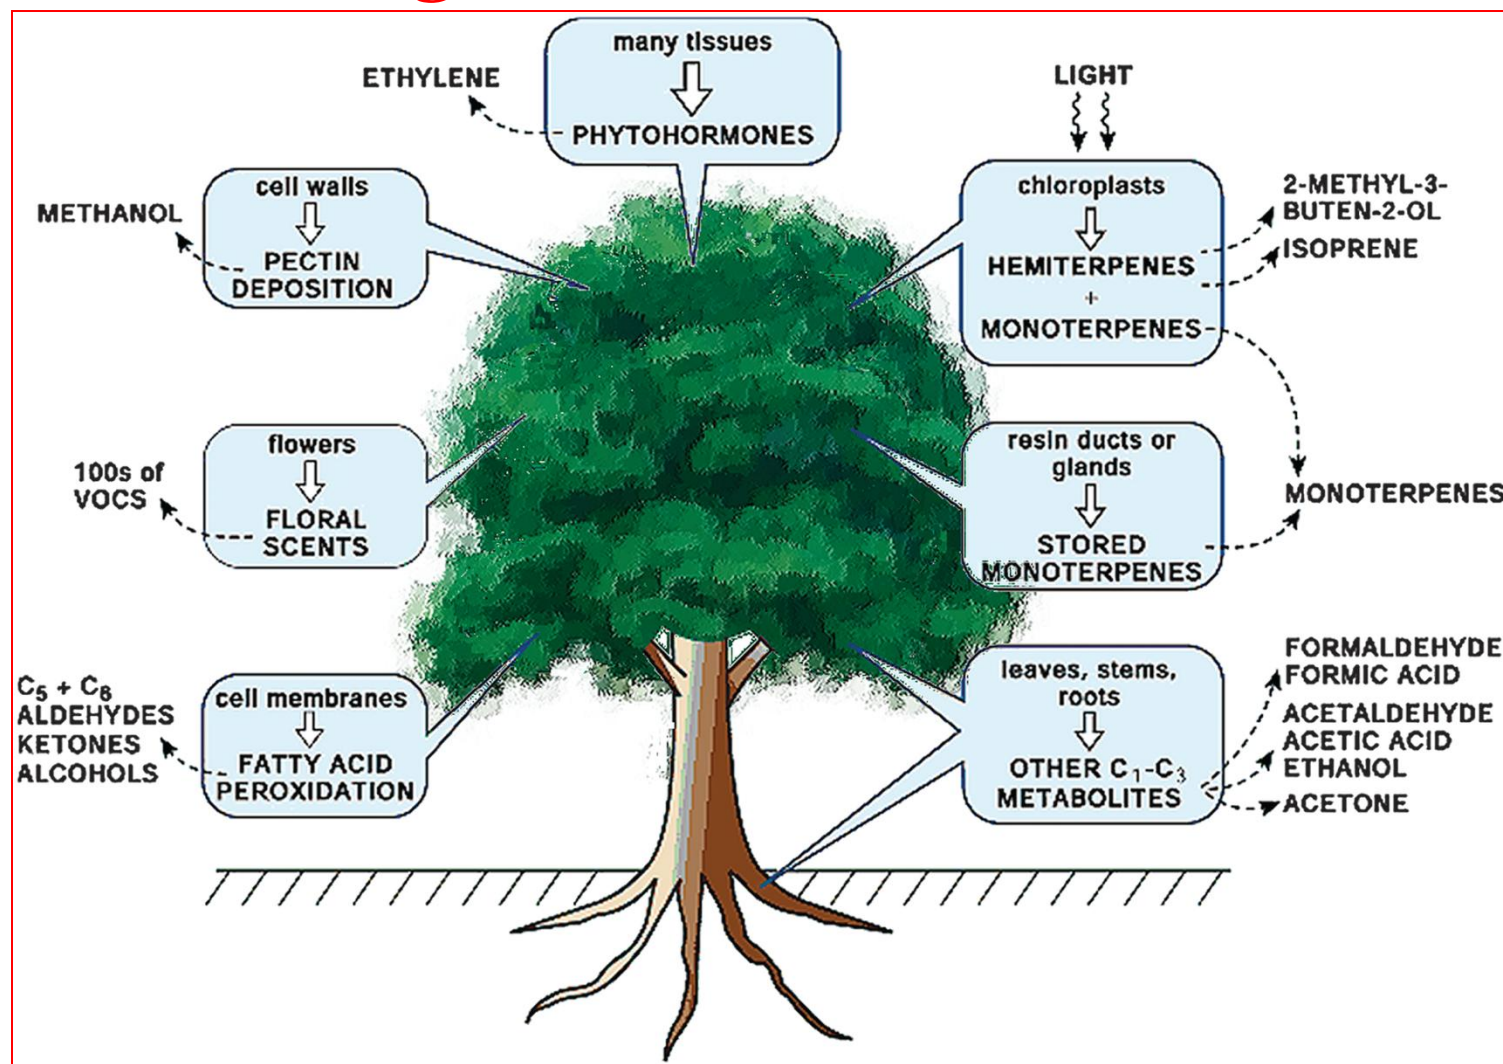 many tissues
PHYTOHORMONES
ETHYLENE
LIGHT
cell walls
PECTIN
DEPOSITION
METHANOL
chloroplasts
HEMITERPENES
+
MONOTERPENES
2-METHYL-3-
BUTEN-2-OL
ISOPRENE
flowers
FLORAL
SCENTS
100s of
VOCS
resin ducts or
glands
STORED
MONOTERPENES
MONOTERPENES
cell membranes
FATTY ACID
PEROXIDATION
C₅ + C₆
ALDEHYDES
KETONES
ALCOHOLS
leaves, stems,
roots
OTHER C₁-C₃
METABOLITES
FORMALDEHYDE
FORMIC ACID
ACETALDEHYDE
ACETIC ACID
ETHANOL
ACETONE